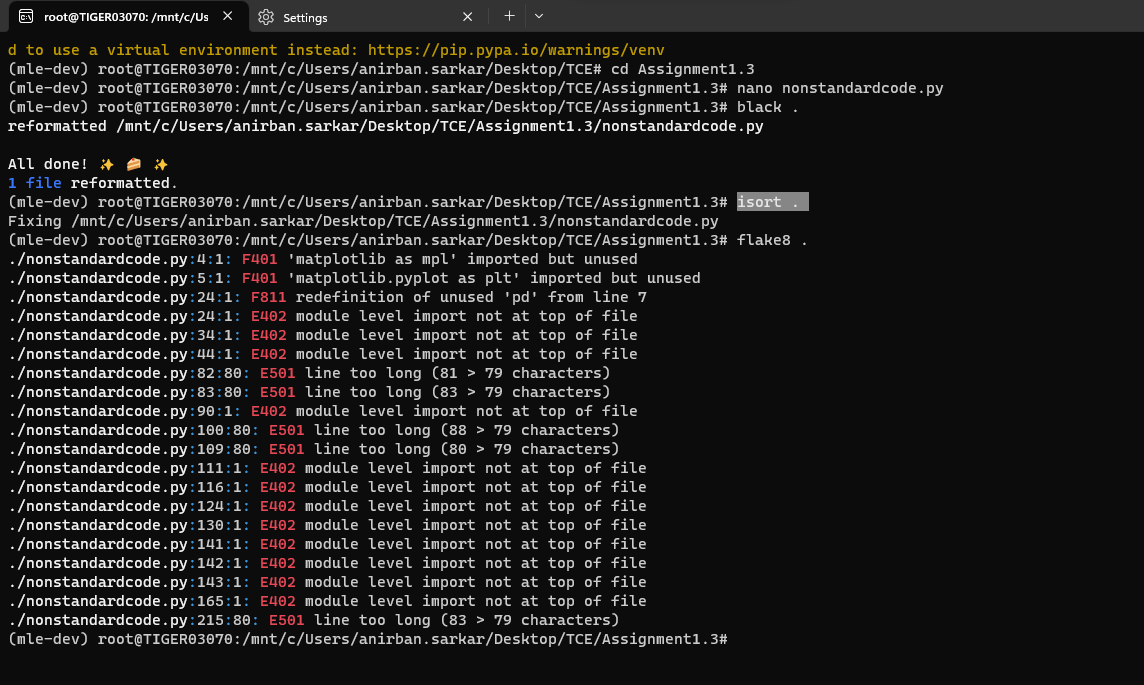 root@TIGER03070: /mnt/c/Us
Settings
d to use a virtual environment instead: https://pip.pypa.io/warnings/venv
(mle-dev) root@TIGER03070:/mnt/c/Users/anirban.sarkar/Desktop/TCE# cd Assignment1.3
(mle-dev) root@TIGER03070:/mnt/c/Users/anirban.sarkar/Desktop/TCE/Assignment1.3# nano nonstandardcode.py
(mle-dev) root@TIGER03070:/mnt/c/Users/anirban.sarkar/Desktop/TCE/Assignment1.3# black .
reformatted /mnt/c/Users/anirban.sarkar/Desktop/TCE/Assignment1.3/nonstandardcode.py
All done! ✨ 🍰 ✨
1 file reformatted.
(mle-dev) root@TIGER03070:/mnt/c/Users/anirban.sarkar/Desktop/TCE/Assignment1.3# isort .
Fixing /mnt/c/Users/anirban.sarkar/Desktop/TCE/Assignment1.3/nonstandardcode.py
(mle-dev) root@TIGER03070:/mnt/c/Users/anirban.sarkar/Desktop/TCE/Assignment1.3# flake8 .
./nonstandardcode.py:4:1: F401 'matplotlib as mpl' imported but unused
./nonstandardcode.py:5:1: F401 'matplotlib.pyplot as plt' imported but unused
./nonstandardcode.py:24:1: F811 redefinition of unused 'pd' from line 7
./nonstandardcode.py:24:1: E402 module level import not at top of file
./nonstandardcode.py:34:1: E402 module level import not at top of file
./nonstandardcode.py:44:1: E402 module level import not at top of file
./nonstandardcode.py:82:80: E501 line too long (81 > 79 characters)
./nonstandardcode.py:83:80: E501 line too long (83 > 79 characters)
./nonstandardcode.py:90:1: E402 module level import not at top of file
./nonstandardcode.py:100:80: E501 line too long (88 > 79 characters)
./nonstandardcode.py:109:80: E501 line too long (80 > 79 characters)
./nonstandardcode.py:111:1: E402 module level import not at top of file
./nonstandardcode.py:116:1: E402 module level import not at top of file
./nonstandardcode.py:124:1: E402 module level import not at top of file
./nonstandardcode.py:130:1: E402 module level import not at top of file
./nonstandardcode.py:141:1: E402 module level import not at top of file
./nonstandardcode.py:142:1: E402 module level import not at top of file
./nonstandardcode.py:143:1: E402 module level import not at top of file
./nonstandardcode.py:165:1: E402 module level import not at top of file
./nonstandardcode.py:215:80: E501 line too long (83 > 79 characters)
(mle-dev) root@TIGER03070:/mnt/c/Users/anirban.sarkar/Desktop/TCE/Assignment1.3#